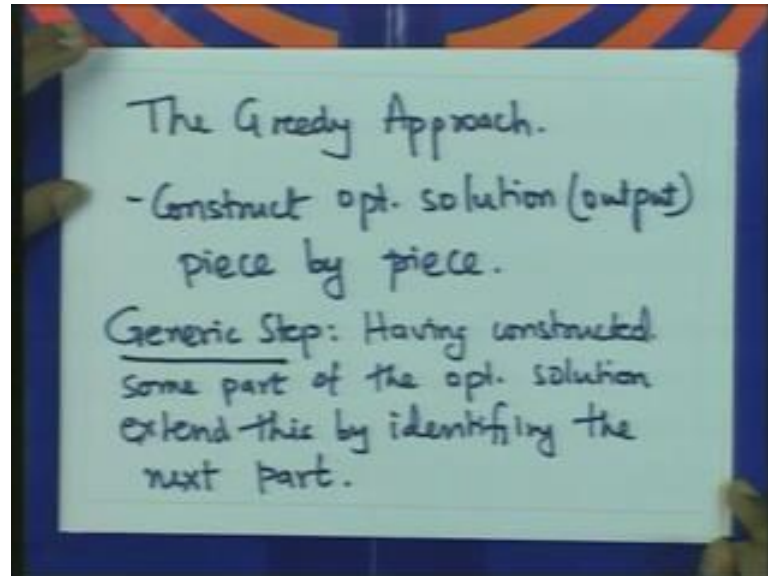 The Greedy Approach.
- Construct opt. solution (output)
piece by piece.
Generic Step: Having constructed
some part of the opt. solution
extend this by identifying the
next part.